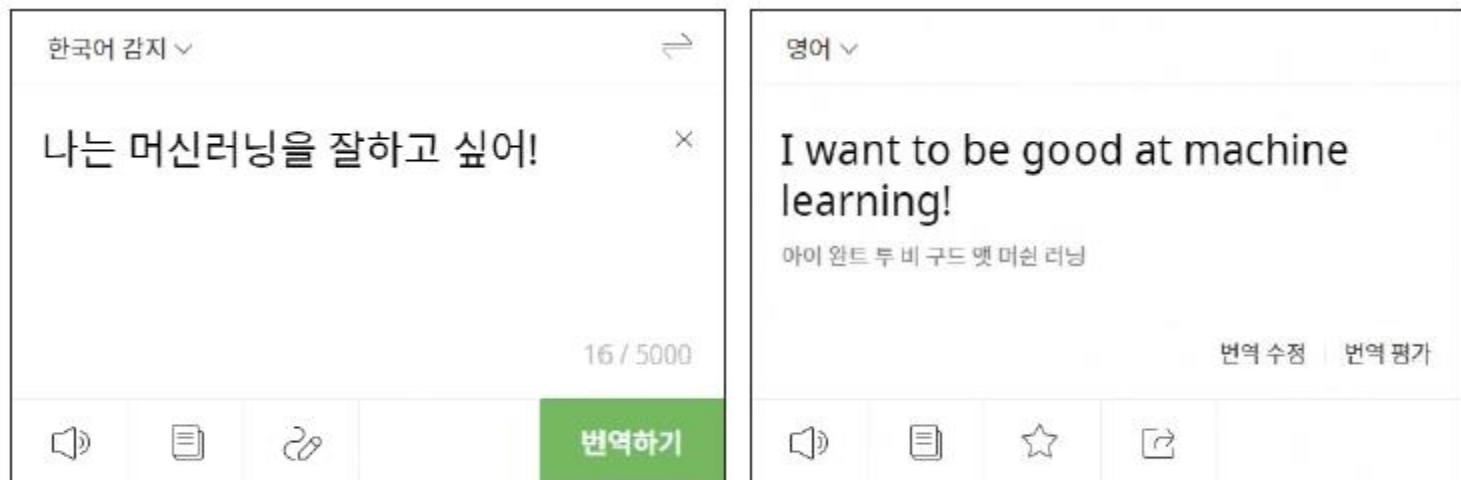 한국어 감지
나는 머신러닝을 잘하고 싶어!
16 / 5000
번역하기
영어
I want to be good at machine
learning!
아이 완트 투 비 구드 앳 머쉰 러닝
번역 수정 번역 평가